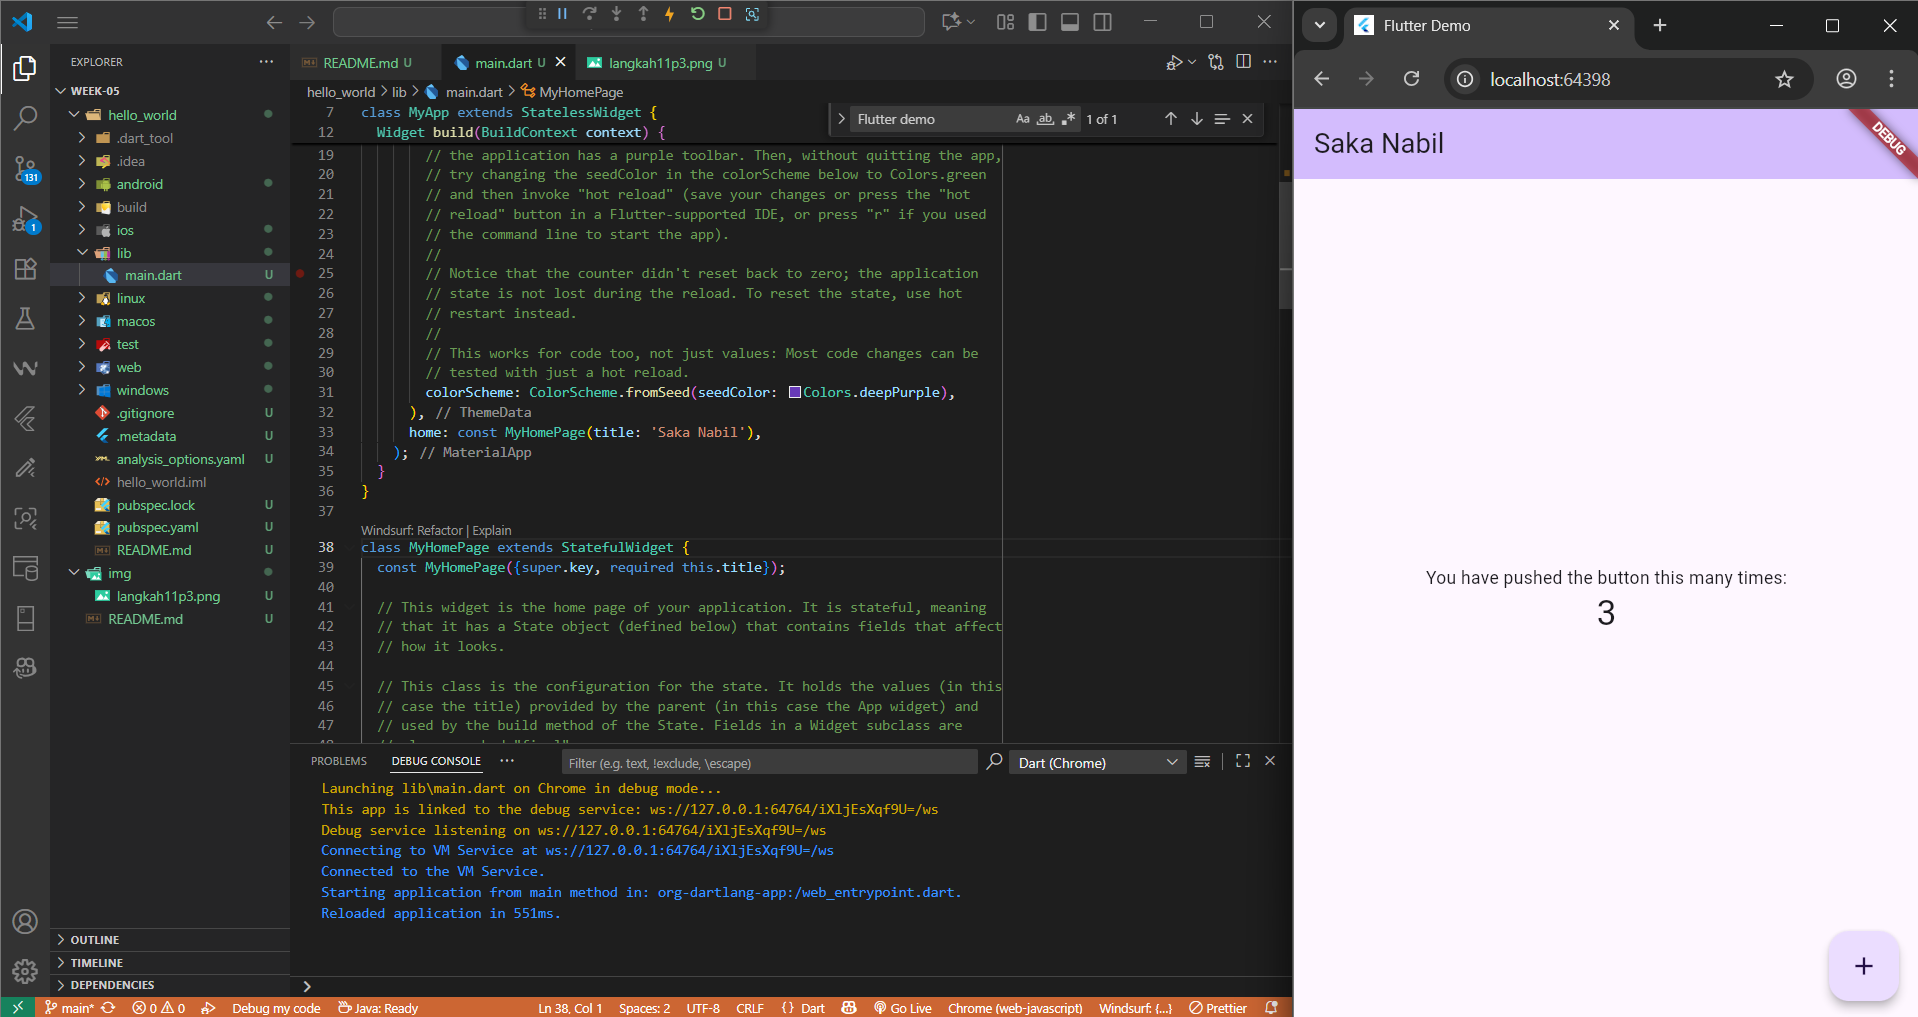 Flutter Demo
localhost:64398
EXPLORER
README.md U
main.dart U
langkah11p3.png U
WEEK-05
hello_world
.dart_tool
.idea
android
build
ios
lib
main.dart U
linux
macos
test
web
windows
.gitignore U
.metadata U
analysis_options.yaml U
hello_world.iml
pubspec.lock U
pubspec.yaml U
README.md U
img
langkah11p3.png U
README.md U
OUTLINE
TIMELINE
DEPENDENCIES
131
1
hello_world > lib > main.dart > MyHomePage
Flutter demo Aa ab 1 of 1
7 class MyApp extends StatelessWidget {
12 Widget build(BuildContext context) {
19 // the application has a purple toolbar. Then, without quitting the app,
20 // try changing the seedColor in the colorScheme below to Colors.green
21 // and then invoke "hot reload" (save your changes or press the "hot
22 // reload" button in a Flutter-supported IDE, or press "r" if you used
23 // the command line to start the app).
24 //
25 // Notice that the counter didn't reset back to zero; the application
26 // state is not lost during the reload. To reset the state, use hot
27 // restart instead.
28 //
29 // This works for code too, not just values: Most code changes can be
30 // tested with just a hot reload.
31 colorScheme: ColorScheme.fromSeed(seedColor: Colors.deepPurple),
32 ), // ThemeData
33 home: const MyHomePage(title: 'Saka Nabil'),
34 ); // MaterialApp
35 }
36 }
37
Windsurf: Refactor | Explain
38 class MyHomePage extends StatefulWidget {
39 const MyHomePage({super.key, required this.title});
40
41 // This widget is the home page of your application. It is stateful, meaning
42 // that it has a State object (defined below) that contains fields that affect
43 // how it looks.
44
45 // This class is the configuration for the state. It holds the values (in this
46 // case the title) provided by the parent (in this case the App widget) and
47 // used by the build method of the State. Fields in a Widget subclass are
PROBLEMS DEBUG CONSOLE
Filter (e.g. text, !exclude, \escape)
Dart (Chrome)
Launching lib\main.dart on Chrome in debug mode...
This app is linked to the debug service: ws://127.0.0.1:64764/iXljEsXqf9U=/ws
Debug service listening on ws://127.0.0.1:64764/iXljEsXqf9U=/ws
Connecting to VM Service at ws://127.0.0.1:64764/iXljEsXqf9U=/ws
Connected to the VM Service.
Starting application from main method in: org-dartlang-app:/web_entrypoint.dart.
Reloaded application in 551ms.
main* 0 0 Debug my code Java: Ready Ln 38, Col 1 Spaces: 2 UTF-8 CRLF {} Dart Go Live Chrome (web-javascript) Windsurf: {...} Prettier
Saka Nabil
DEBUG
You have pushed the button this many times:
3
+